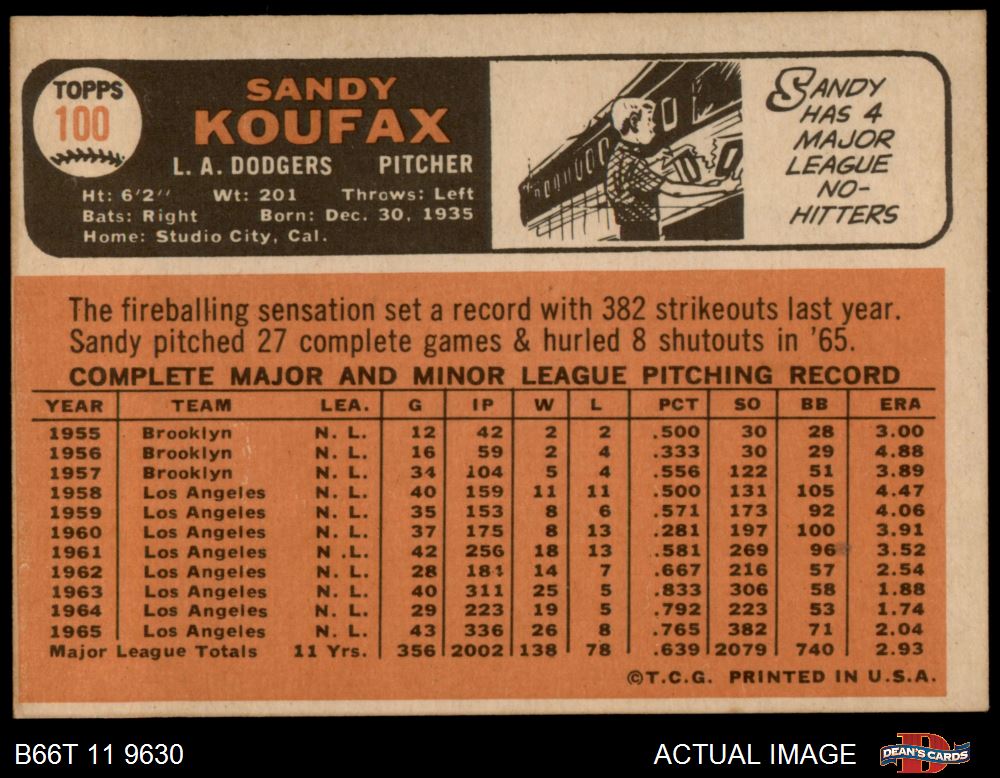 TOPPS
100
SANDY
KOUFAX
L. A. DODGERS PITCHER
Ht: 6'2" Wt: 201 Throws: Left
Bats: Right Born: Dec. 30, 1935
Home: Studio City, Cal.
SANDY
HAS 4
MAJOR
LEAGUE
NO-
HITTERS
The fireballing sensation set a record with 382 strikeouts last year.
Sandy pitched 27 complete games & hurled 8 shutouts in '65.
COMPLETE MAJOR AND MINOR LEAGUE PITCHING RECORD
YEAR TEAM LEA. G IP W L PCT SO BB ERA
1955 Brooklyn N. L. 12 42 2 2 .500 30 28 3.00
1956 Brooklyn N. L. 16 59 2 4 .333 30 29 4.88
1957 Brooklyn N. L. 34 104 5 4 .556 122 51 3.89
1958 Los Angeles N. L. 40 159 11 11 .500 131 105 4.47
1959 Los Angeles N. L. 35 153 8 6 .571 173 92 4.06
1960 Los Angeles N. L. 37 175 8 13 .281 197 100 3.91
1961 Los Angeles N .L. 42 256 18 13 .581 269 96 3.52
1962 Los Angeles N. L. 28 184 14 7 .667 216 57 2.54
1963 Los Angeles N. L. 40 311 25 5 .833 306 58 1.88
1964 Los Angeles N. L. 29 223 19 5 .792 223 53 1.74
1965 Los Angeles N. L. 43 336 26 8 .765 382 71 2.04
Major League Totals 11 Yrs. 356 2002 138 78 .639 2079 740 2.93
©T.C.G. PRINTED IN U.S.A.
B66T 11 9630 ACTUAL IMAGE DEAN'S CARDS